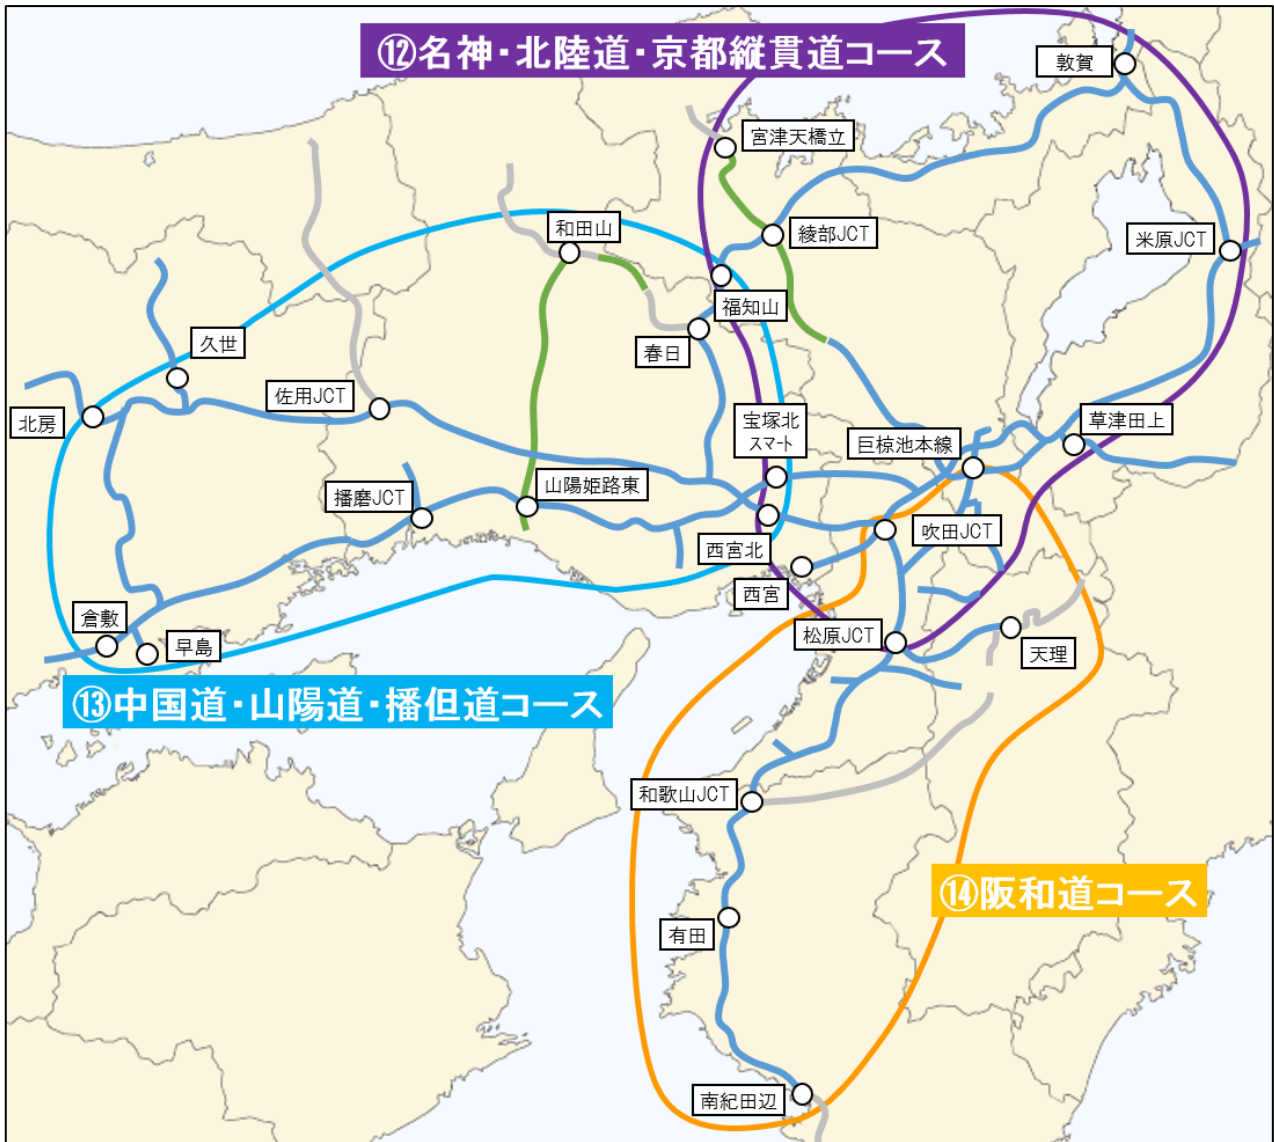 ⑫名神・北陸道・京都縦貫道コース
敦賀
宮津天橋立
和田山
綾部JCT
米原JCT
福知山
久世
春日
佐用JCT
北房
宝塚北
スマート
巨椋池本線
草津田上
播磨JCT
山陽姫路東
西宮北
吹田JCT
西宮
倉敷
早島
松原JCT
天理
⑬中国道・山陽道・播但道コース
和歌山JCT
⑭阪和道コース
有田
南紀田辺